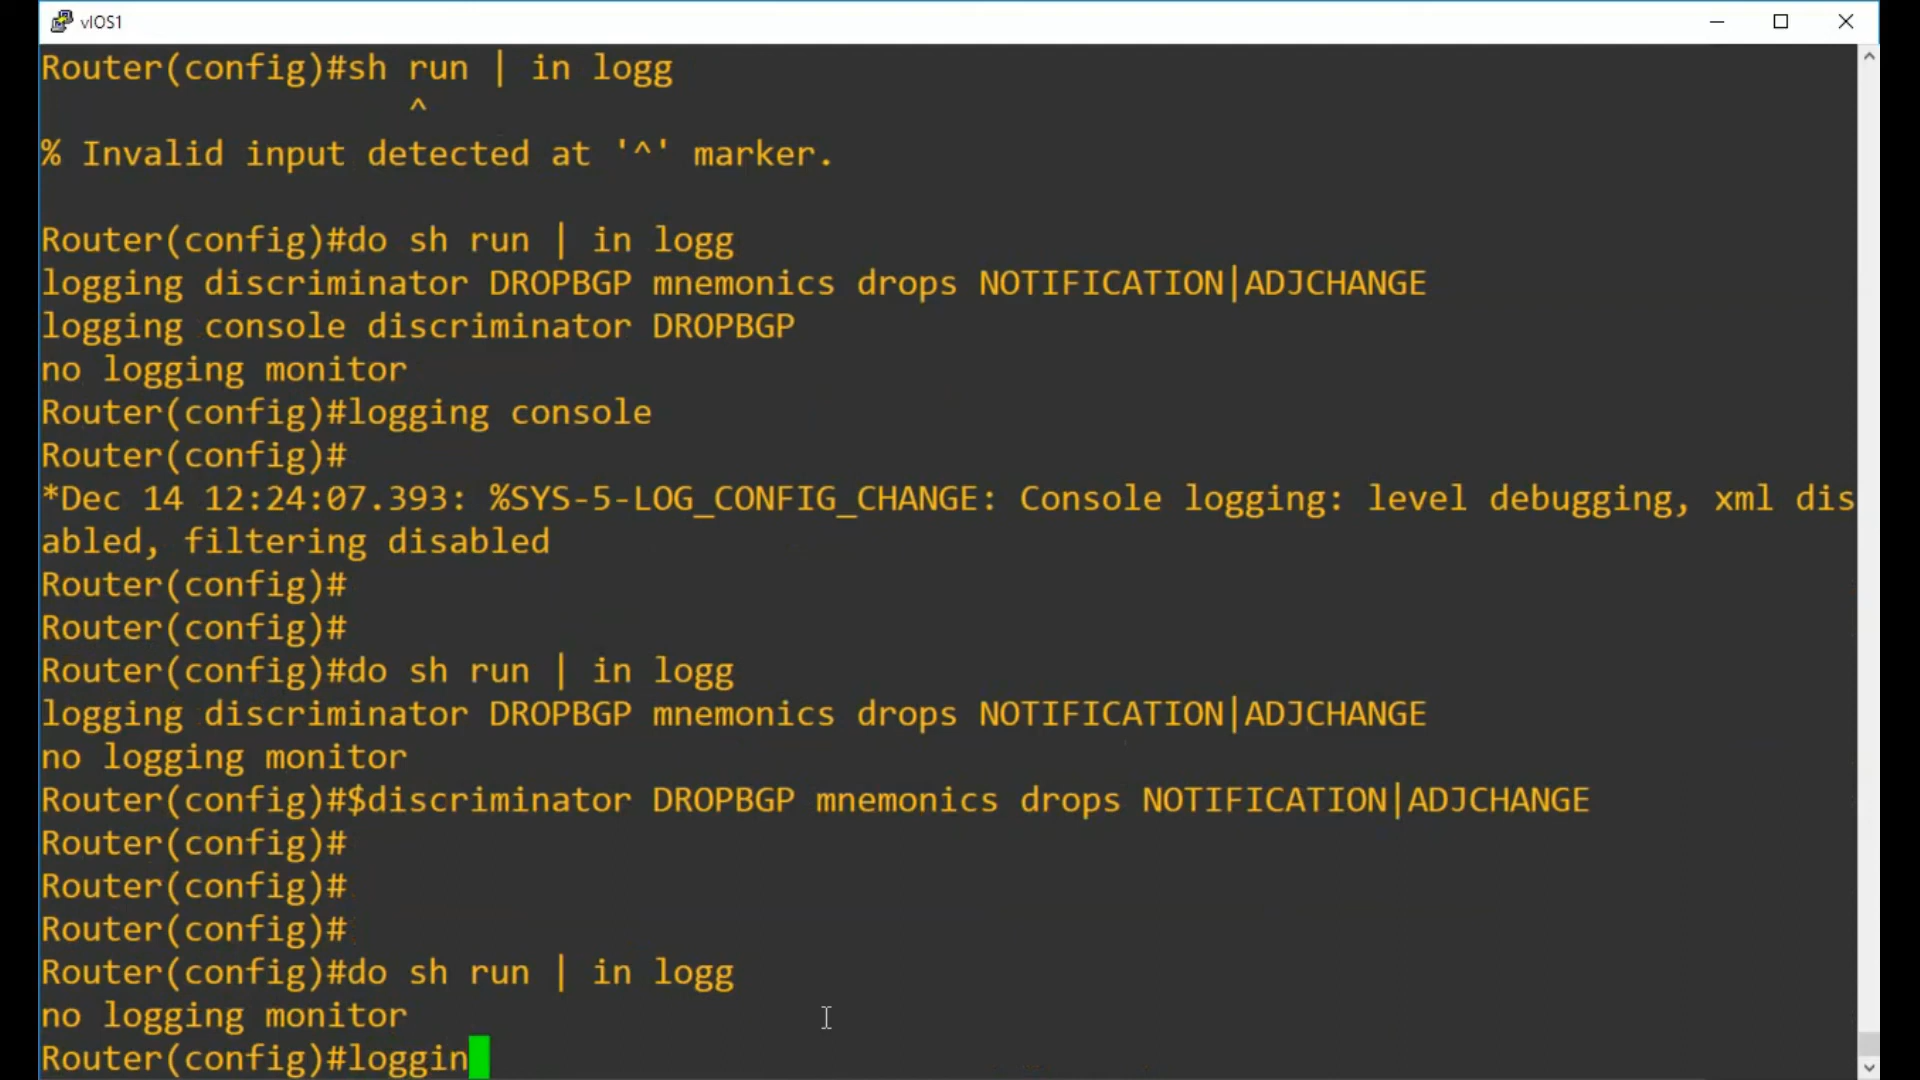 vIOS1
Router(config)#sh run | in logg
^
% Invalid input detected at '^' marker.
Router(config)#do sh run | in logg
logging discriminator DROPBGP mnemonics drops NOTIFICATION|ADJCHANGE
logging console discriminator DROPBGP
no logging monitor
Router(config)#logging console
Router(config)#
*Dec 14 12:24:07.393: %SYS-5-LOG_CONFIG_CHANGE: Console logging: level debugging, xml dis
abled, filtering disabled
Router(config)#
Router(config)#
Router(config)#do sh run | in logg
logging discriminator DROPBGP mnemonics drops NOTIFICATION|ADJCHANGE
no logging monitor
Router(config)#$discriminator DROPBGP mnemonics drops NOTIFICATION|ADJCHANGE
Router(config)#
Router(config)#
Router(config)#
Router(config)#do sh run | in logg
no logging monitor
Router(config)#loggin